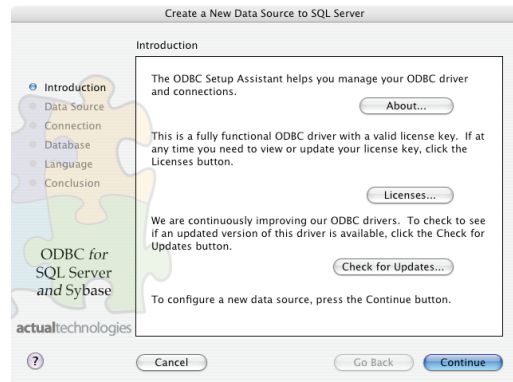 Create a New Data Source to SQL Server
Introduction
Introduction
Data Source
Connection
Database
Language
Conclusion
ODBC for
SQL Server
and Sybase
actualtechnologies
The ODBC Setup Assistant helps you manage your ODBC driver
and connections.
About...
This is a fully functional ODBC driver with a valid license key. If at
any time you need to view or update your license key, click the
Licenses button.
Licenses...
We are continuously improving our ODBC drivers. To check to see
if an updated version of this driver is available, click the Check for
Updates button.
Check for Updates...
To configure a new data source, press the Continue button.
?
Cancel
Go Back
Continue